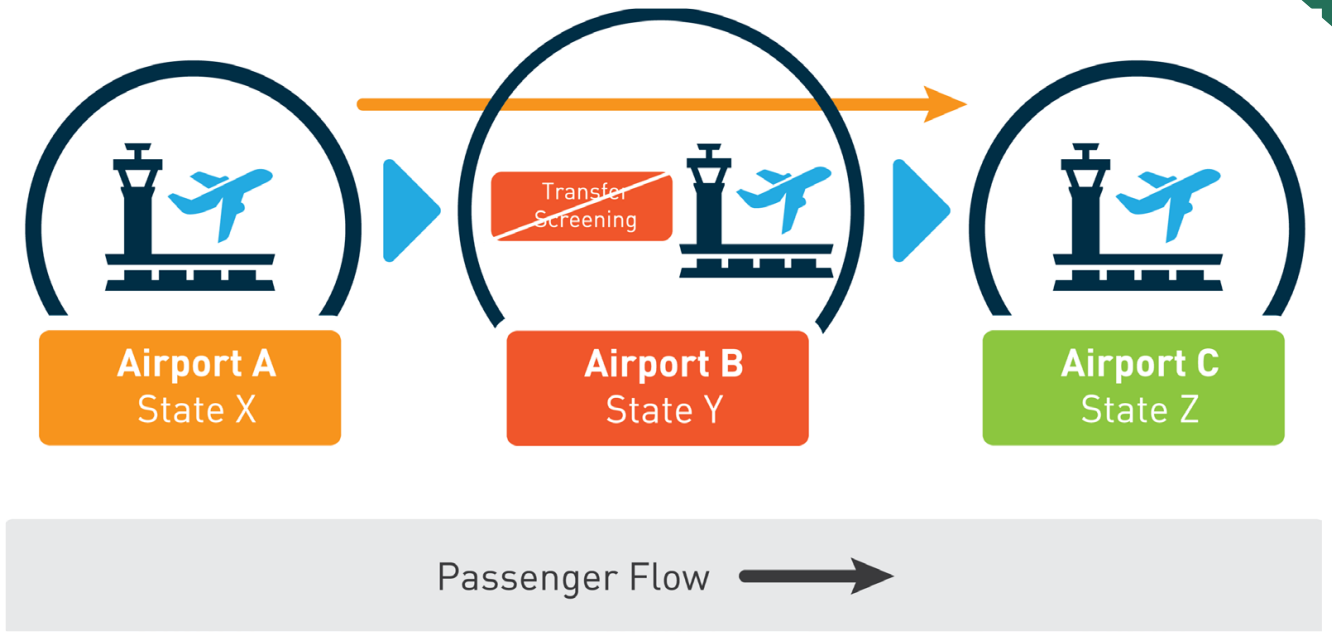 Transfer
Screening
Airport A
State X
Airport B
State Y
Airport C
State Z
Passenger Flow